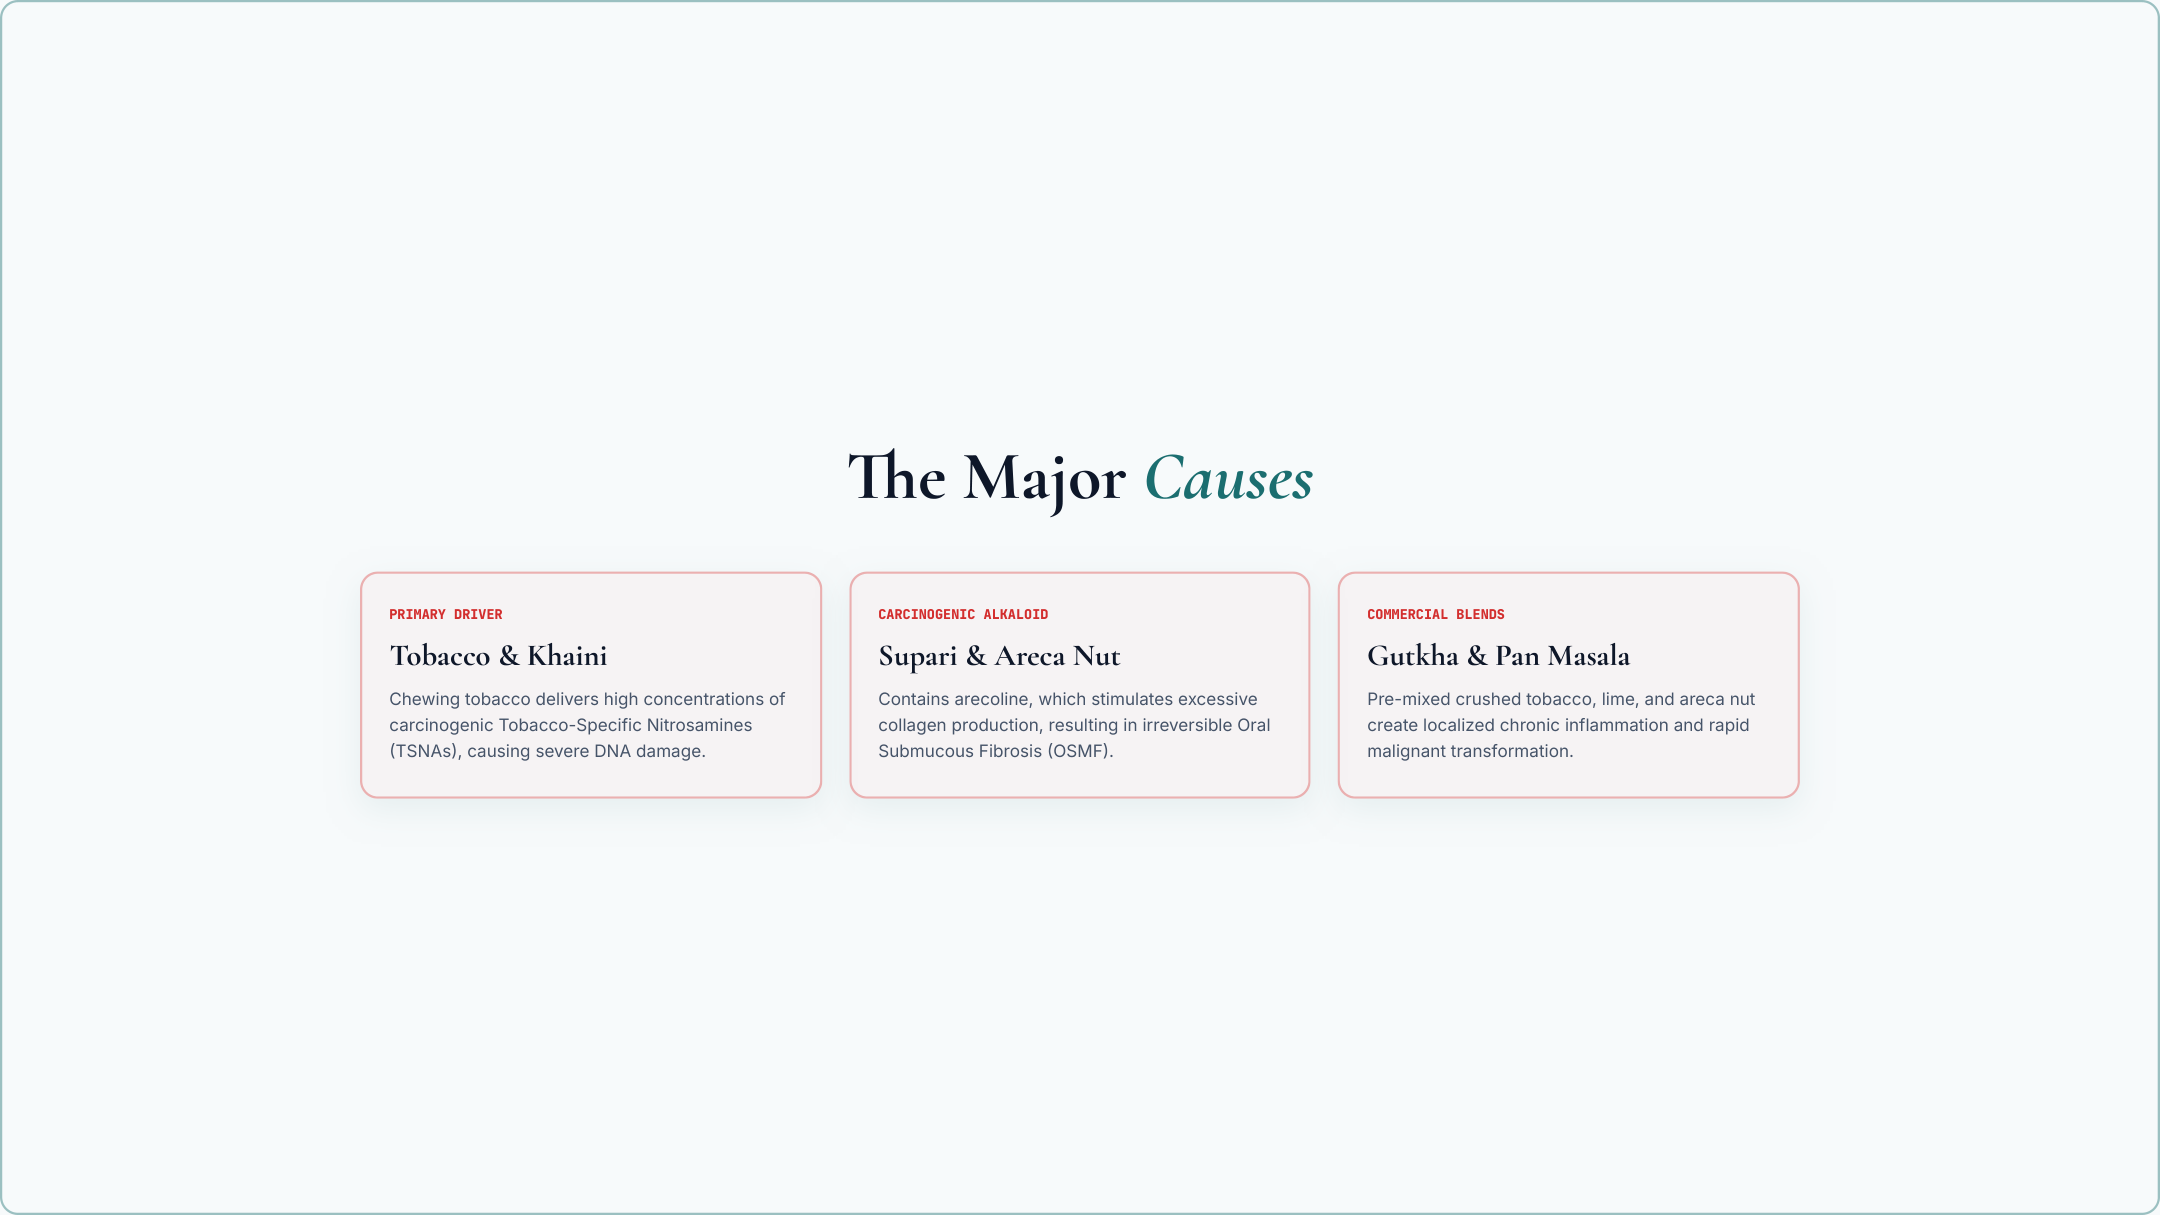 The Major Causes
PRIMARY DRIVER
Tobacco & Khaini
Chewing tobacco delivers high concentrations of
carcinogenic Tobacco-Specific Nitrosamines
(TSNAs), causing severe DNA damage.
CARCINOGENIC ALKALOID
Supari & Areca Nut
Contains arecoline, which stimulates excessive
collagen production, resulting in irreversible Oral
Submucous Fibrosis (OSMF).
COMMERCIAL BLENDS
Gutkha & Pan Masala
Pre-mixed crushed tobacco, lime, and areca nut
create localized chronic inflammation and rapid
malignant transformation.